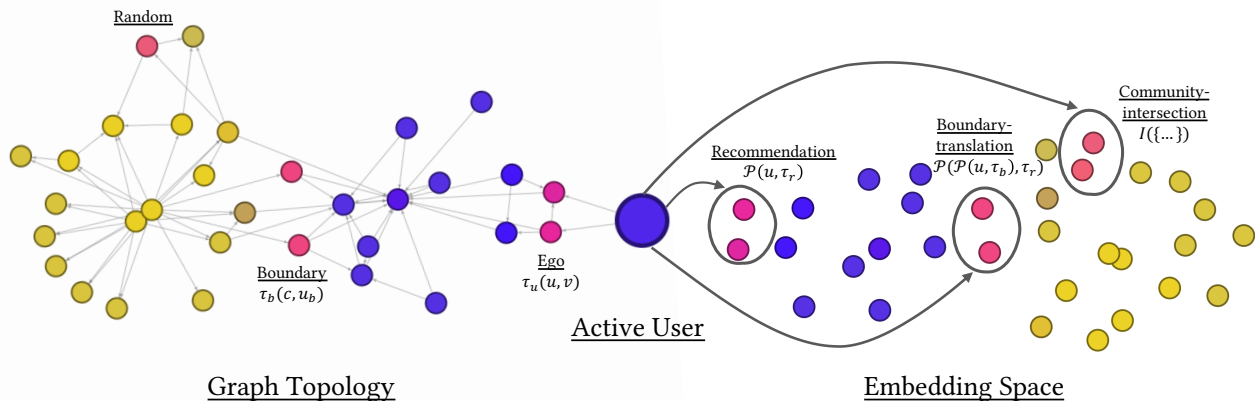 Random
Boundary
τ_b(c, u_b)
Ego
τ_u(u, v)
Active User
Graph Topology
Recommendation
𝒫(u, τ_r)
Boundary-
translation
𝒫(𝒫(u, τ_b), τ_r)
Community-
intersection
I({…})
Embedding Space